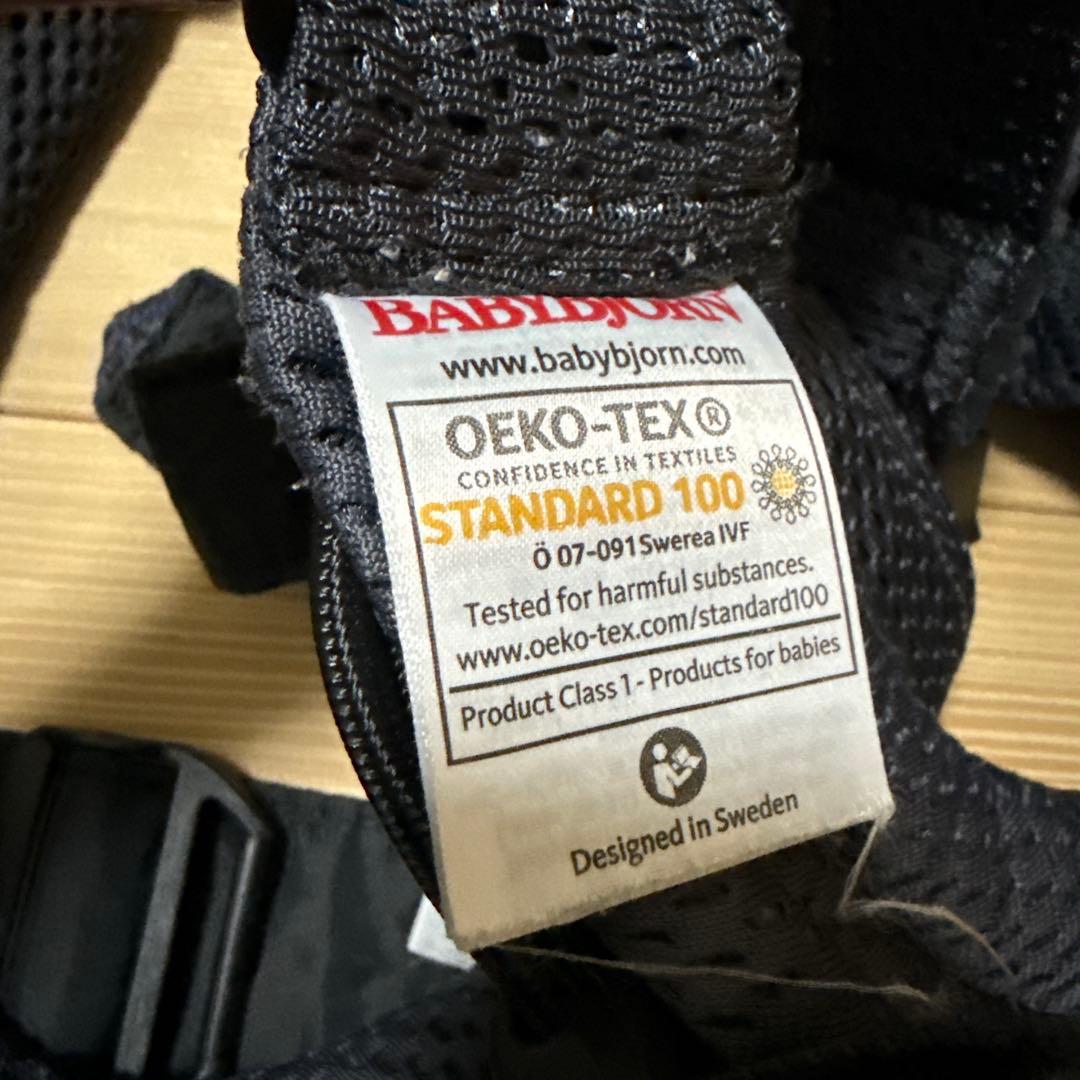 BABYBJÖRN
www.babybjorn.com
OEKO-TEX®
CONFIDENCE IN TEXTILES
STANDARD 100
Ö 07-091 Swerea IVF
Tested for harmful substances.
www.oeko-tex.com/standard100
Product Class 1 - Products for babies
Designed in Sweden